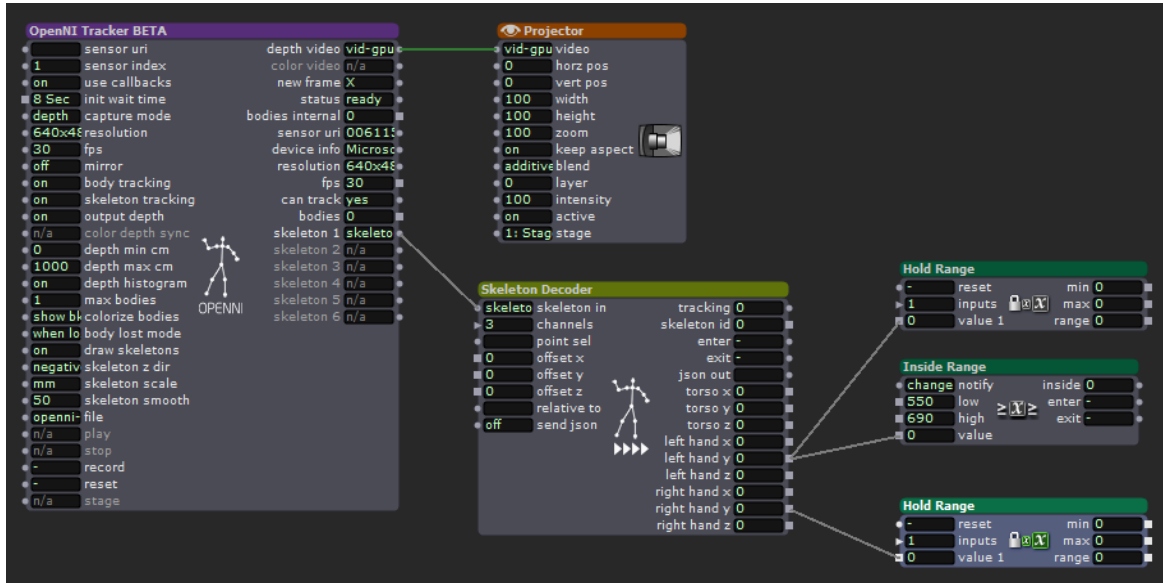 OpenNI Tracker BETA
sensor uri depth video vid-gpu
1 sensor index color video n/a
on use callbacks new frame X
8 Sec init wait time status ready
depth capture mode bodies internal 0
640x48 resolution sensor uri 006115
30 fps device info Microsc
off mirror resolution 640x48
on body tracking fps 30
on skeleton tracking can track yes
on output depth bodies 0
n/a color depth sync skeleton 1 skeleto
0 depth min cm skeleton 2 n/a
1000 depth max cm skeleton 3 n/a
on depth histogram skeleton 4 n/a
1 max bodies skeleton 5 n/a
show bk colorize bodies skeleton 6 n/a
when lo body lost mode
on draw skeletons
negativ skeleton z dir
mm skeleton scale
50 skeleton smooth
openni- file
n/a play
n/a stop
- record
- reset
n/a stage
OPENNI
Projector
vid-gpu video
0 horz pos
0 vert pos
100 width
100 height
100 zoom
on keep aspect
additive blend
0 layer
100 intensity
on active
1: Stag stage
Skeleton Decoder
skeleto skeleton in tracking 0
3 channels skeleton id 0
point sel enter -
0 offset x exit -
0 offset y json out
0 offset z torso x 0
relative to torso y 0
off send json torso z 0
left hand x 0
left hand y 0
left hand z 0
right hand x 0
right hand y 0
right hand z 0
Hold Range
- reset min 0
1 inputs x X max 0
0 value 1 range 0
Inside Range
change notify inside 0
550 low enter -
690 high ≥ X ≥ exit -
0 value
Hold Range
- reset min 0
1 inputs x X max 0
0 value 1 range 0